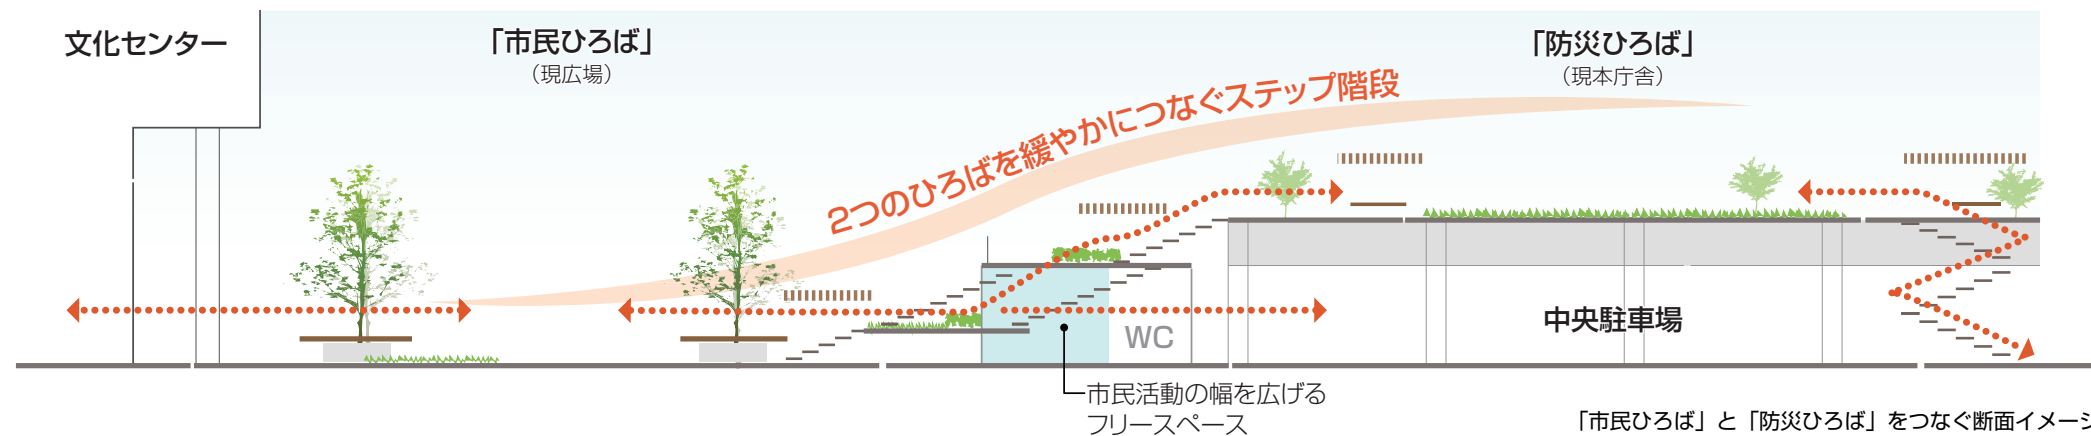 文化センター
「市民ひろば」
（現広場）
「防災ひろば」
（現本庁舎）
2つのひろばを緩やかにつなぐステップ階段
WC
中央駐車場
市民活動の幅を広げる
フリースペース
「市民ひろば」と「防災ひろば」をつなぐ断面イメージ